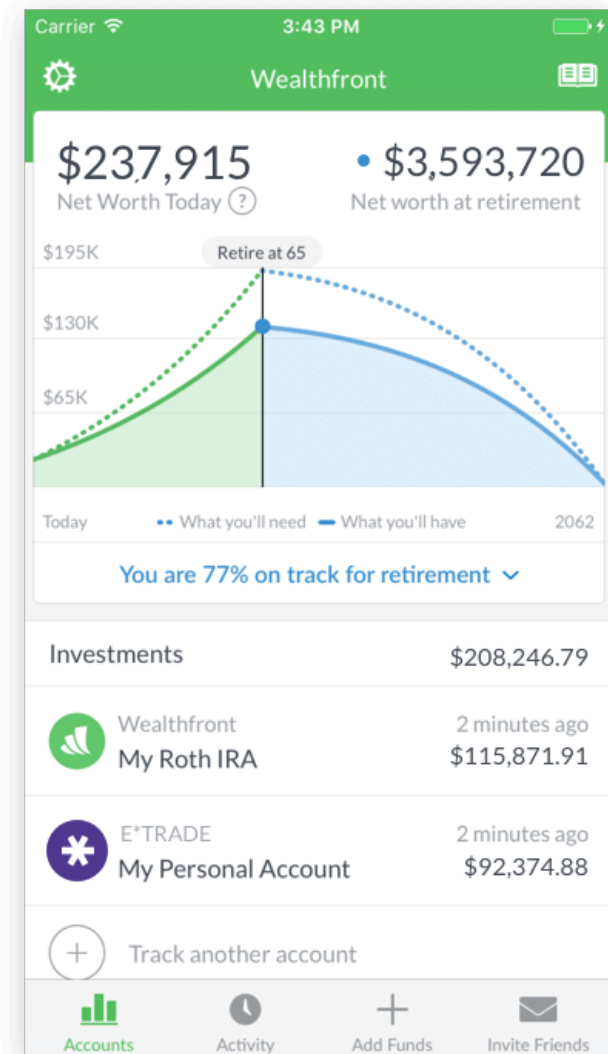 Carrier 3:43 PM
Wealthfront
$237,915 $3,593,720
Net Worth Today ? Net worth at retirement
$195K Retire at 65
$130K
$65K
Today What you'll need What you'll have 2062
You are 77% on track for retirement
Investments $208,246.79
Wealthfront 2 minutes ago
My Roth IRA $115,871.91
E*TRADE 2 minutes ago
My Personal Account $92,374.88
+ Track another account
Accounts Activity Add Funds Invite Friends